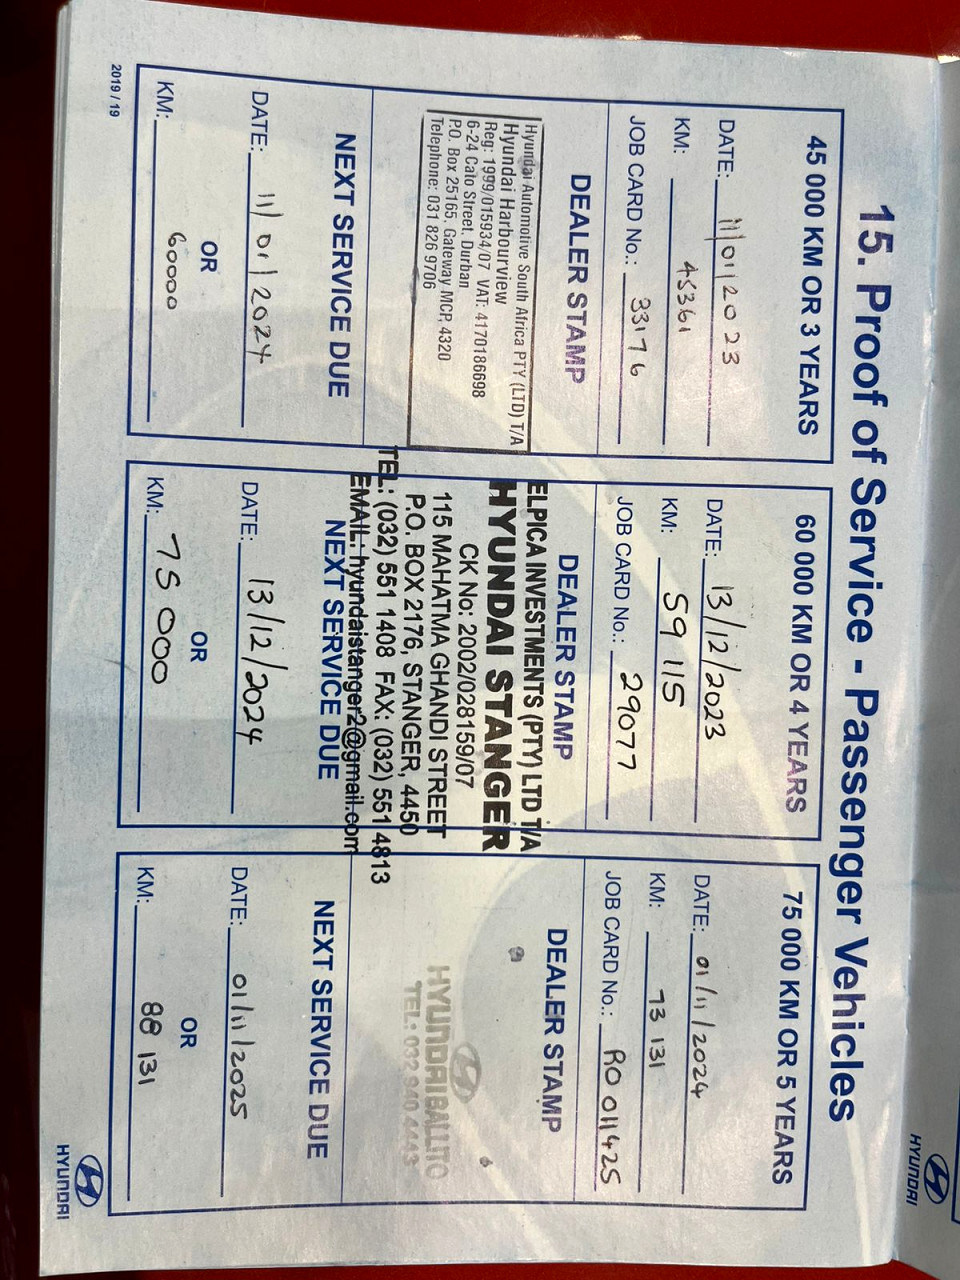 15. Proof of Service - Passenger Vehicles
45 000 KM OR 3 YEARS
DATE: 11/01/2023
KM: 45361
JOB CARD No.: 33176
DEALER STAMP
Hyundai Automotive South Africa PTY (LTD) T/A
Hyundai Harbourview
Reg: 1999/015934/07 VAT: 4170186698
6-24 Cato Street, Durban
P.O. Box 25165, Gateway MCP, 4320
Telephone: 031 826 9706
NEXT SERVICE DUE
DATE: 11/01/2024
OR
KM: 60000
2019 / 19
60 000 KM OR 4 YEARS
DATE: 13/12/2023
KM: 59 115
JOB CARD No.: 29077
DEALER STAMP
ELPICA INVESTMENTS (PTY) LTD T/A
HYUNDAI STANGER
CK No: 2002/028159/07
115 MAHATMA GHANDI STREET
P.O. BOX 2176, STANGER, 4450
TEL: (032) 551 1408 FAX: (032) 551 4813
EMAIL: hyundaistanger2@gmail.com
NEXT SERVICE DUE
DATE: 13/12/2024
OR
KM: 75 000
75 000 KM OR 5 YEARS
DATE: 01/11/2024
KM: 73 131
JOB CARD No.: RO 011425
DEALER STAMP
HYUNDAI BALLITO
TEL: 032 940 4443
NEXT SERVICE DUE
DATE: 01/11/2025
OR
KM: 88 131
HYUNDAI
HYUNDAI